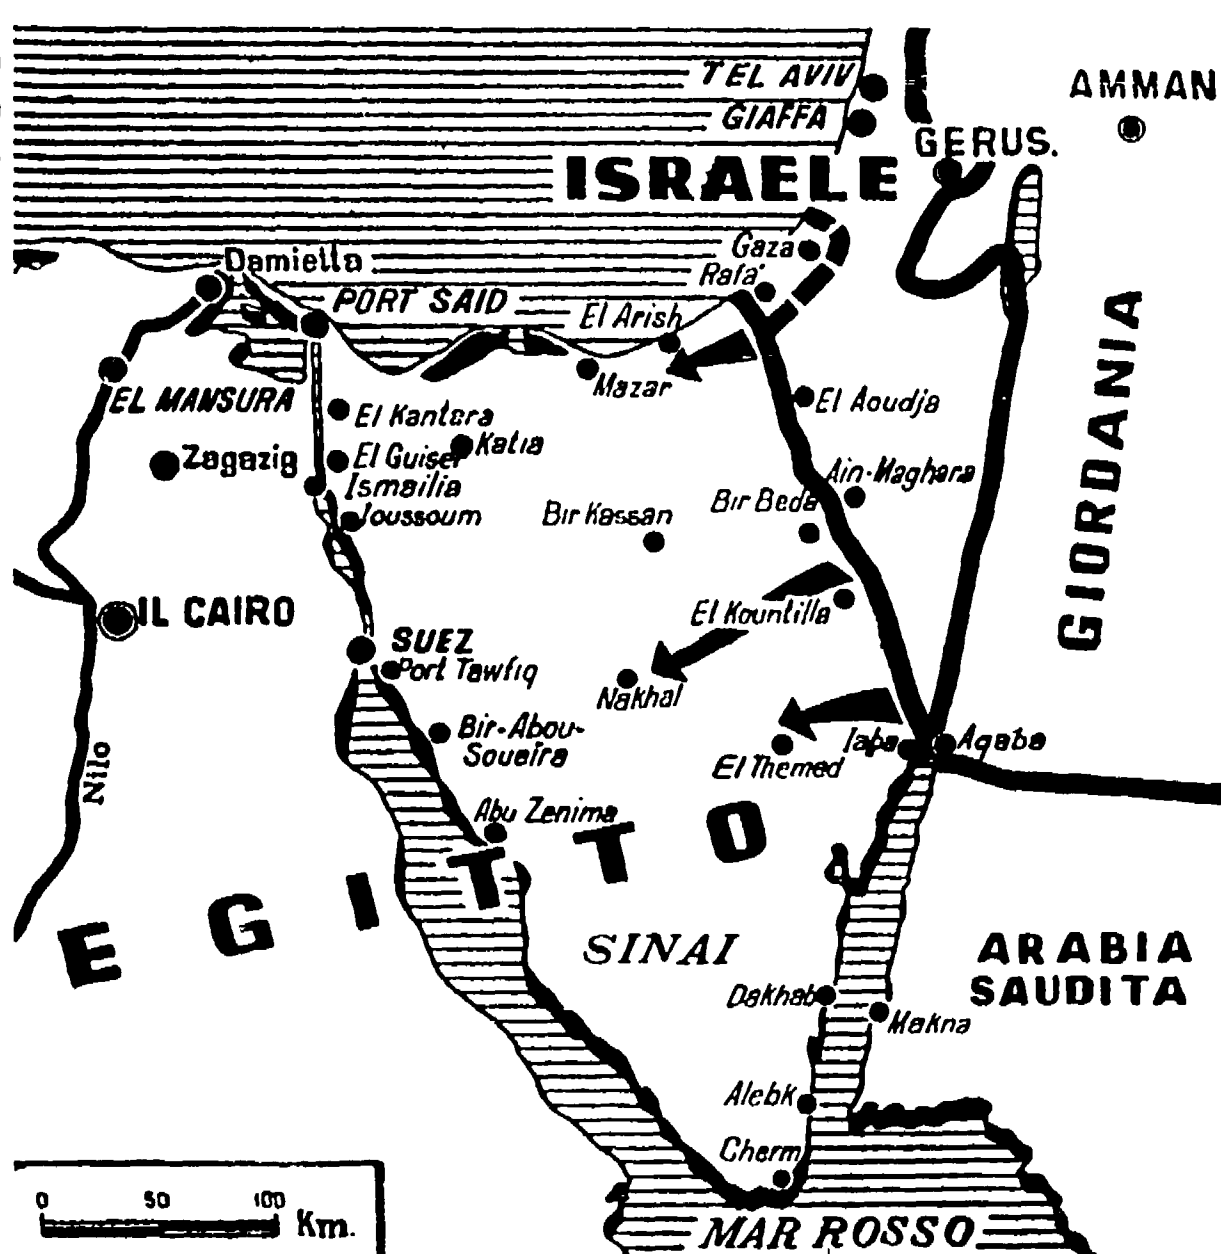 TEL AVIV
AMMAN
GIAFFA
GERUS.
ISRAELE
Gaza
Damietta
Rafa'
PORT SAID
El Arish
GIORDANIA
Mazar
EL MANSURA
El Aoudja
El Kantara
Katia
Zagazig
El Guiser
Ain-Maghara
Ismailia
Bir Beda
Toussoum
Bir Kassan
IL CAIRO
El Kountilla
SUEZ
Port Tawfiq
Nakhal
Bir-Abou-
Soueira
Taba
Aqaba
El Themed
Nilo
Abu Zenima
EGITTO
SINAI
ARABIA
SAUDITA
Dakhab
Makna
Alebk
Cherm
0 50 100
Km.
MAR ROSSO